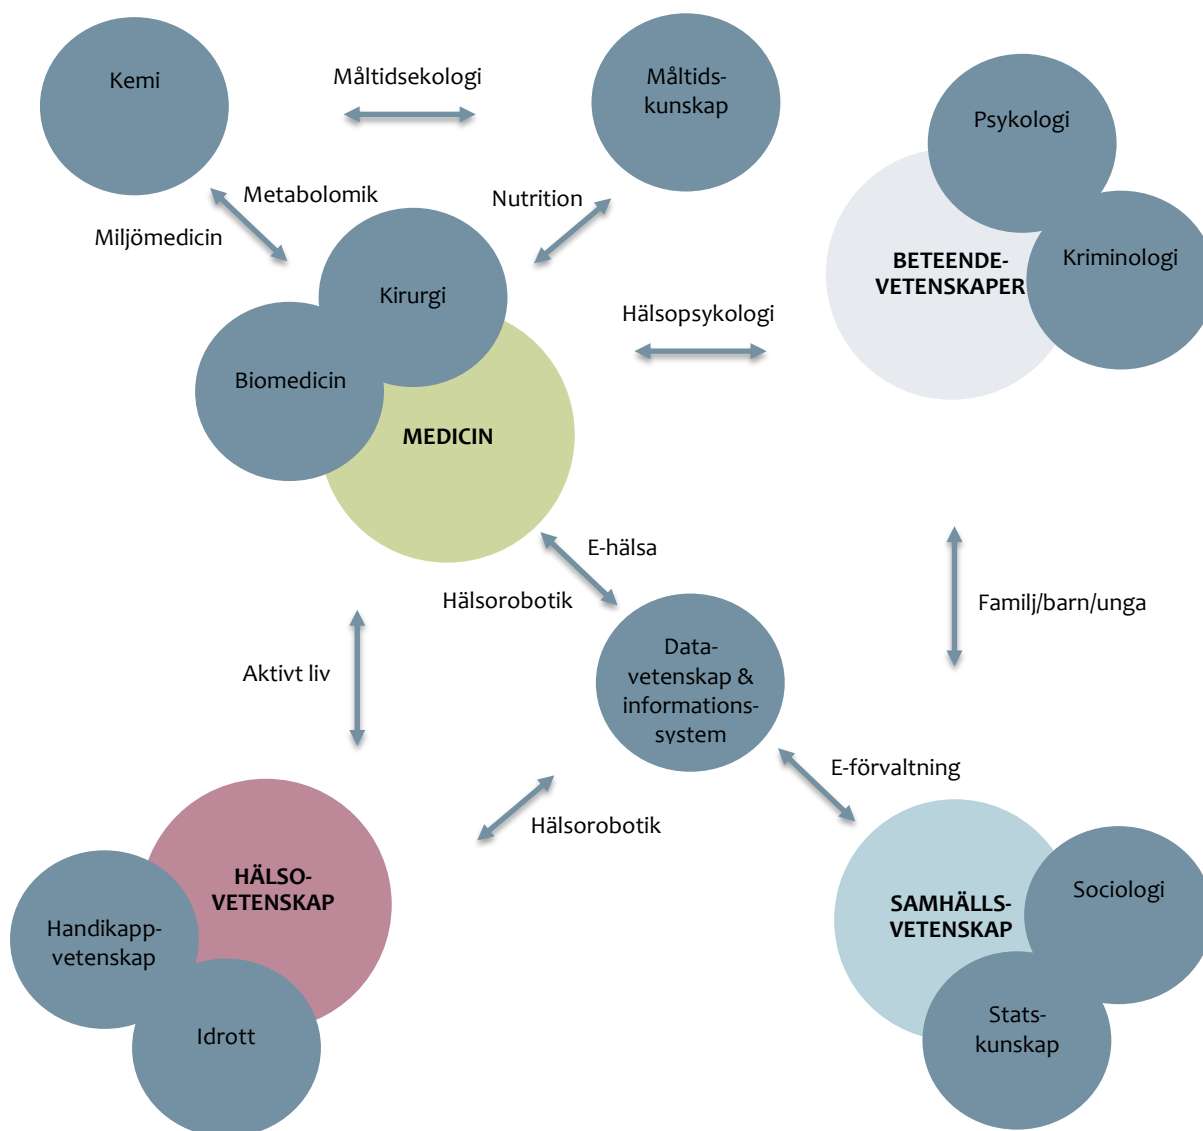 Kemi
Måltidsekologi
Måltids-
kunskap
Psykologi
Metabolomik
Nutrition
Miljömedicin
BETEENDE-
VETENSKAPER
Kriminologi
Kirurgi
Hälsopsykologi
Biomedicin
MEDICIN
E-hälsa
Hälsorobotik
Familj/barn/unga
Aktivt liv
Data-
vetenskap &
informations-
system
E-förvaltning
Hälsorobotik
HÄLSO-
VETENSKAP
Handikapp-
vetenskap
Idrott
SAMHÄLLS-
VETENSKAP
Sociologi
Stats-
kunskap